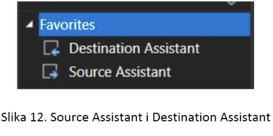 Favorites
Destination Assistant
Source Assistant
Slika 12. Source Assistant i Destination Assistant